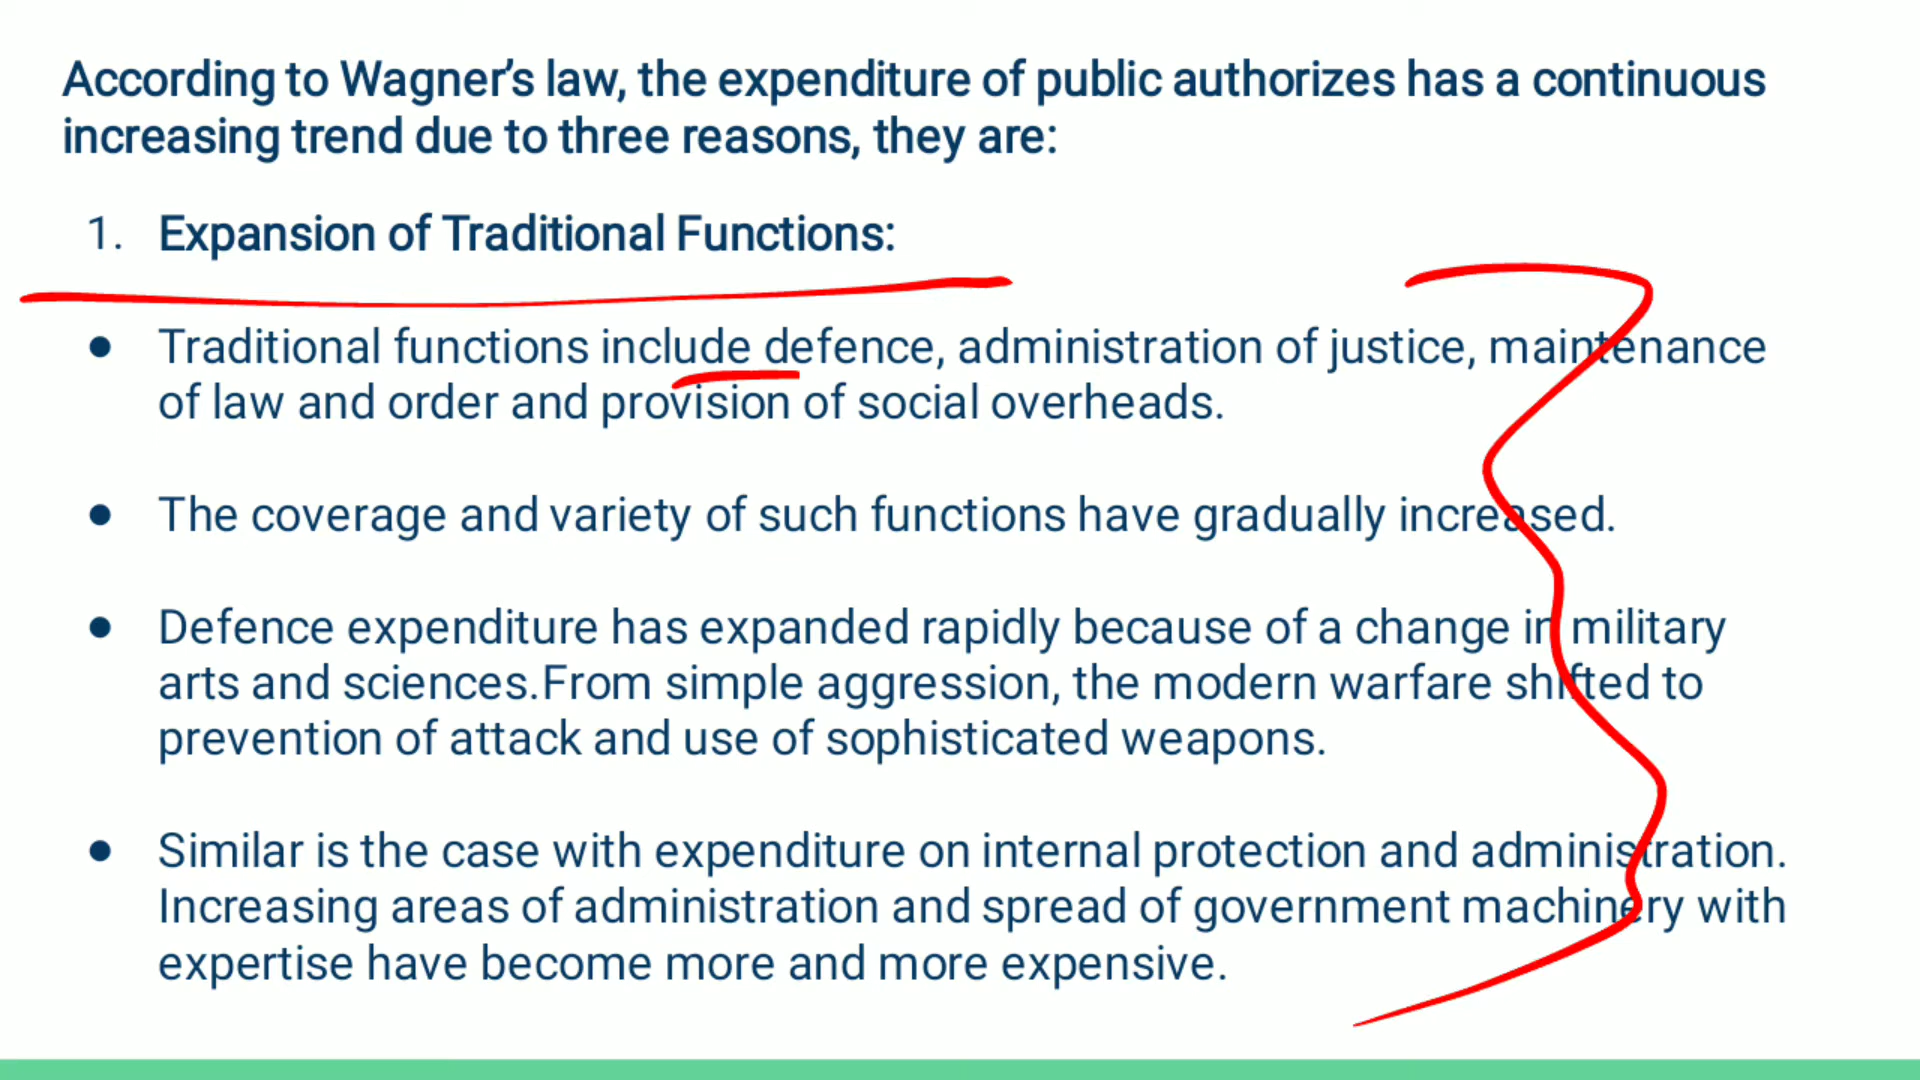 According to Wagner's law, the expenditure of public authorizes has a continuous
increasing trend due to three reasons, they are:
1. Expansion of Traditional Functions:
● Traditional functions include defence, administration of justice, maintenance
of law and order and provision of social overheads.
● The coverage and variety of such functions have gradually increased.
● Defence expenditure has expanded rapidly because of a change in military
arts and sciences.From simple aggression, the modern warfare shifted to
prevention of attack and use of sophisticated weapons.
● Similar is the case with expenditure on internal protection and administration.
Increasing areas of administration and spread of government machinery with
expertise have become more and more expensive.